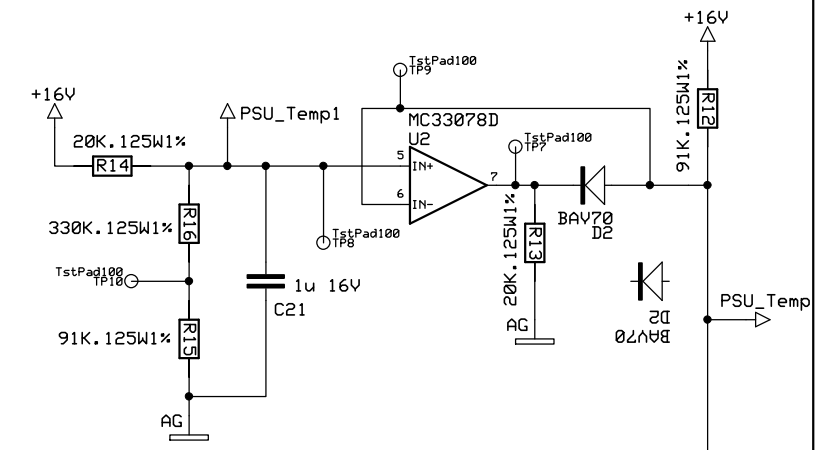 +16V
TstPad100
TP9
+16V
PSU_Temp1
MC33078D
U2
91K.125W1%
R12
20K.125W1%
R14
5
IN+
6
IN-
7
TstPad100
TP7
330K.125W1%
R16
TstPad100
TP8
20K.125W1%
R13
BAV70
D2
TstPad100
TP10
1u 16V
C21
PSU_Temp
D2
BAV70
91K.125W1%
R15
AG
AG